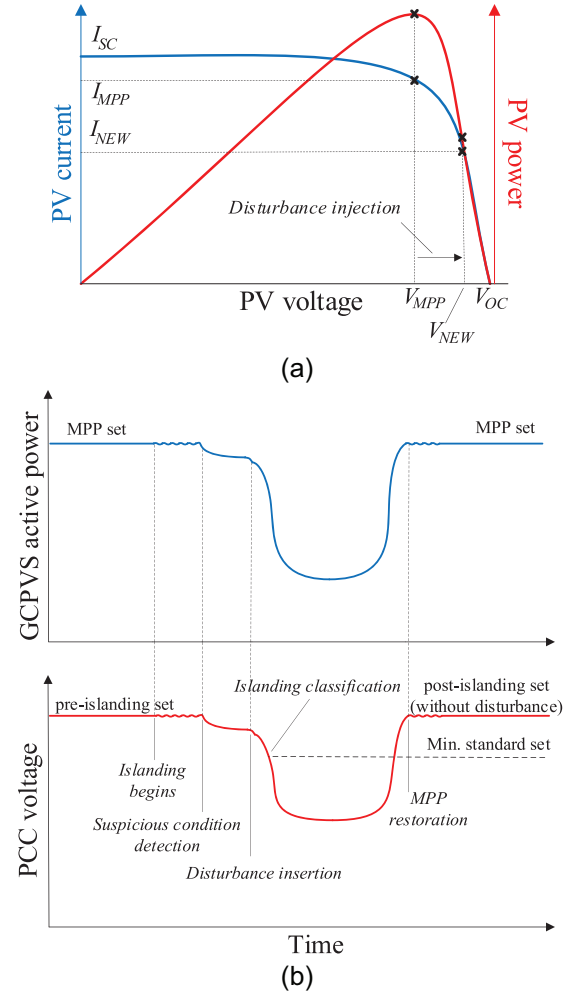 I_SC
I_MPP
I_NEW
PV current
PV power
Disturbance injection
PV voltage
V_MPP
V_OC
V_NEW
(a)
MPP set
MPP set
GCPVS active power
pre-islanding set
Islanding classification
post-islanding set
(without disturbance)
Min. standard set
Islanding
begins
MPP
restoration
Suspicious condition
detection
Disturbance insertion
PCC voltage
Time
(b)